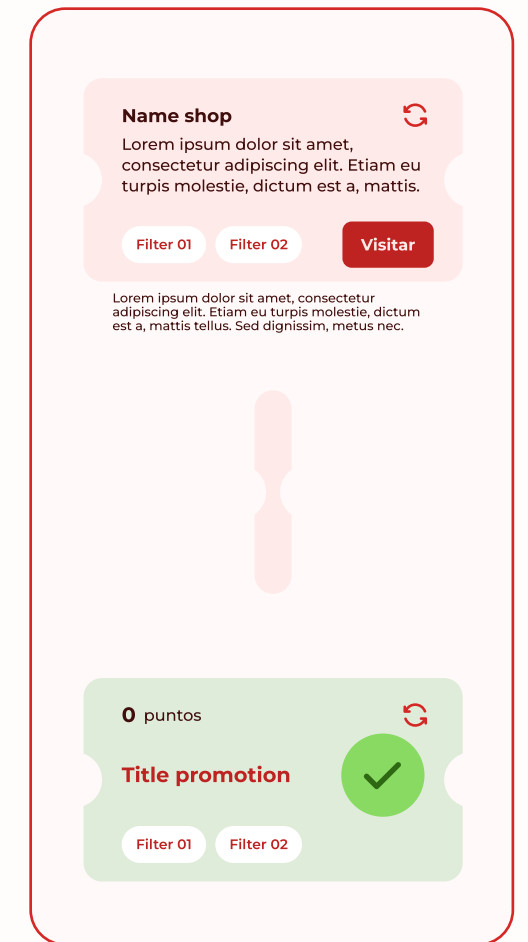 Name shop
Lorem ipsum dolor sit amet,
consectetur adipiscing elit. Etiam eu
turpis molestie, dictum est a, mattis.
Filter 01
Filter 02
Visitar
Lorem ipsum dolor sit amet, consectetur
adipiscing elit. Etiam eu turpis molestie, dictum
est a, mattis tellus. Sed dignissim, metus nec.
0 puntos
Title promotion
Filter 01
Filter 02